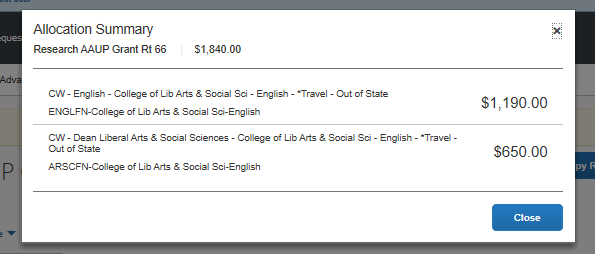 eques
Adva
P
e
py R
Allocation Summary
Research AAUP Grant Rt 66 | $1,840.00
CW - English - College of Lib Arts & Social Sci - English - *Travel - Out of State
ENGLFN-College of Lib Arts & Social Sci-English
$1,190.00
CW - Dean Liberal Arts & Social Sciences - College of Lib Arts & Social Sci - English - *Travel -
Out of State
ARSCFN-College of Lib Arts & Social Sci-English
$650.00
Close